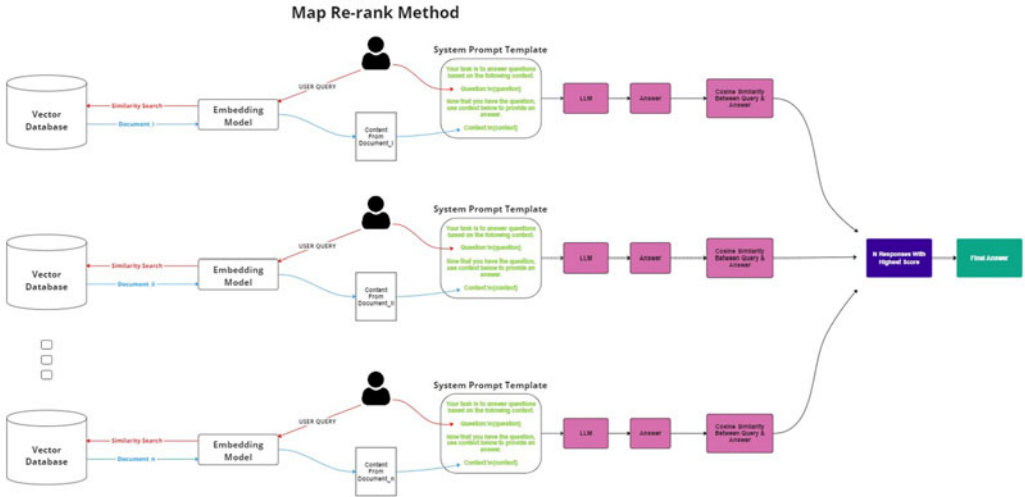 Map Re-rank Method
System Prompt Template
Your task is to answer questions
based on the following context.
Question:\n{question}
Now that you have the question,
use context below to provide an
answer.
Context:\n{context}
USER QUERY
Vector
Database
Similarity Search
Document_i
Embedding
Model
Content
From
Document_i
LLM
Answer
Cosine Similarity
Between Query &
Answer
System Prompt Template
Your task is to answer questions
based on the following context.
Question:\n{question}
Now that you have the question,
use context below to provide an
answer.
Context:\n{context}
USER QUERY
Vector
Database
Similarity Search
Document_ii
Embedding
Model
Content
From
Document_ii
LLM
Answer
Cosine Similarity
Between Query &
Answer
N Responses With
Highest Score
Final Answer
System Prompt Template
Your task is to answer questions
based on the following context.
Question:\n{question}
Now that you have the question,
use context below to provide an
answer.
Context:\n{context}
USER QUERY
Vector
Database
Similarity Search
Document_n
Embedding
Model
Content
From
Document_n
LLM
Answer
Cosine Similarity
Between Query &
Answer